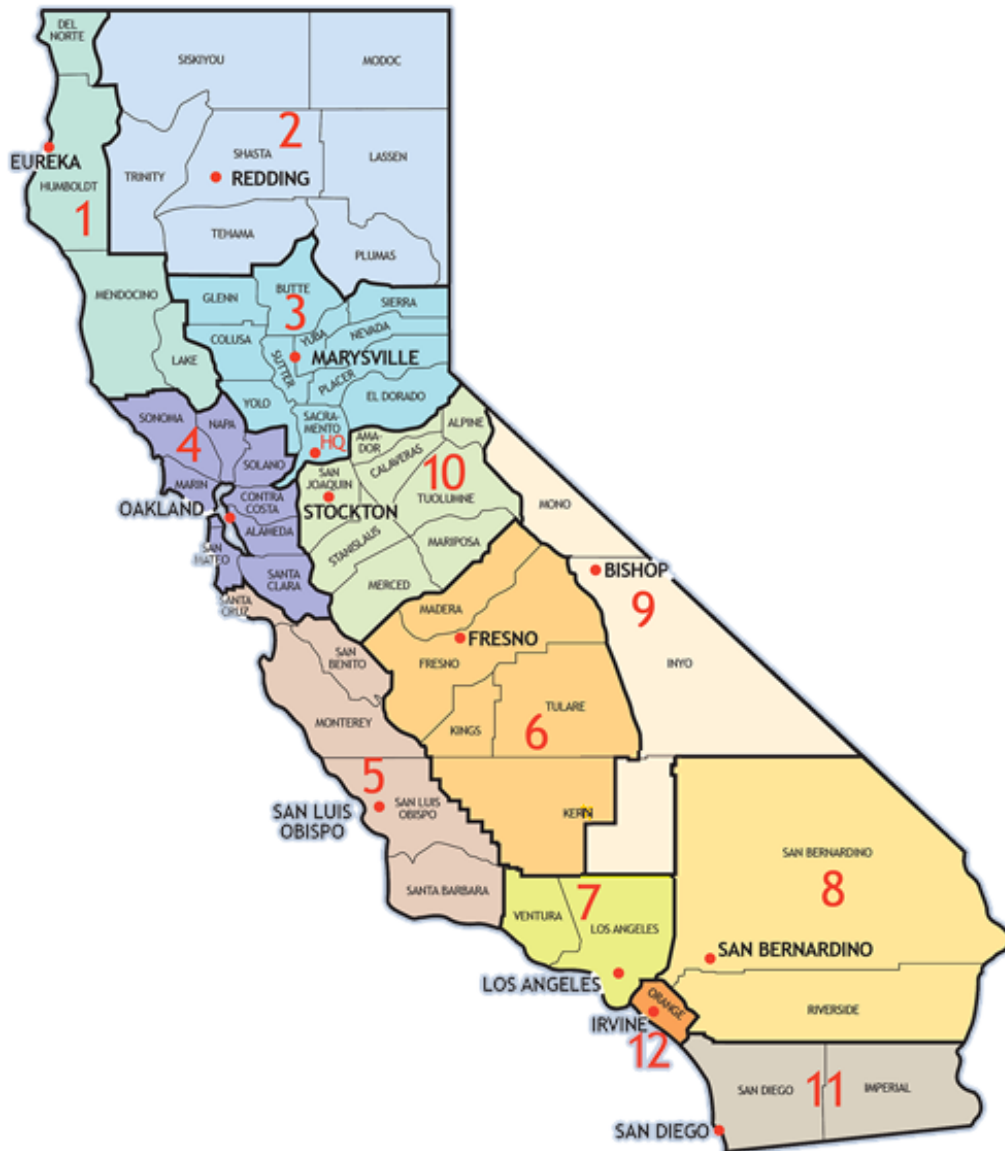 DEL
NORTE
SISKIYOU
MODOC
2
EUREKA
SHASTA
LASSEN
TRINITY
REDDING
HUMBOLDT
1
TEHAMA
PLUMAS
MENDOCINO
GLENN
BUTTE
SIERRA
3
COLUSA
YUBA
NEVADA
LAKE
SUTTER
MARYSVILLE
PLACER
YOLO
EL DORADO
SONOMA
NAPA
SACRA-
MENTO
HQ
ALPINE
4
AMA-
DOR
CALAVERAS
SOLANO
SAN
JOAQUIN
10
MARIN
TUOLUMNE
CONTRA
COSTA
OAKLAND
STOCKTON
MONO
ALAMEDA
STANISLAUS
MARIPOSA
SAN
MATEO
SANTA
CLARA
MERCED
BISHOP
SANTA
CRUZ
MADERA
9
FRESNO
SAN
BENITO
FRESNO
INYO
MONTEREY
KINGS
TULARE
6
5
SAN LUIS
OBISPO
SAN LUIS
OBISPO
KERN
SAN BERNARDINO
SANTA BARBARA
7
8
VENTURA
LOS ANGELES
SAN BERNARDINO
LOS ANGELES
ORANGE
RIVERSIDE
IRVINE
12
SAN DIEGO
11
IMPERIAL
SAN DIEGO